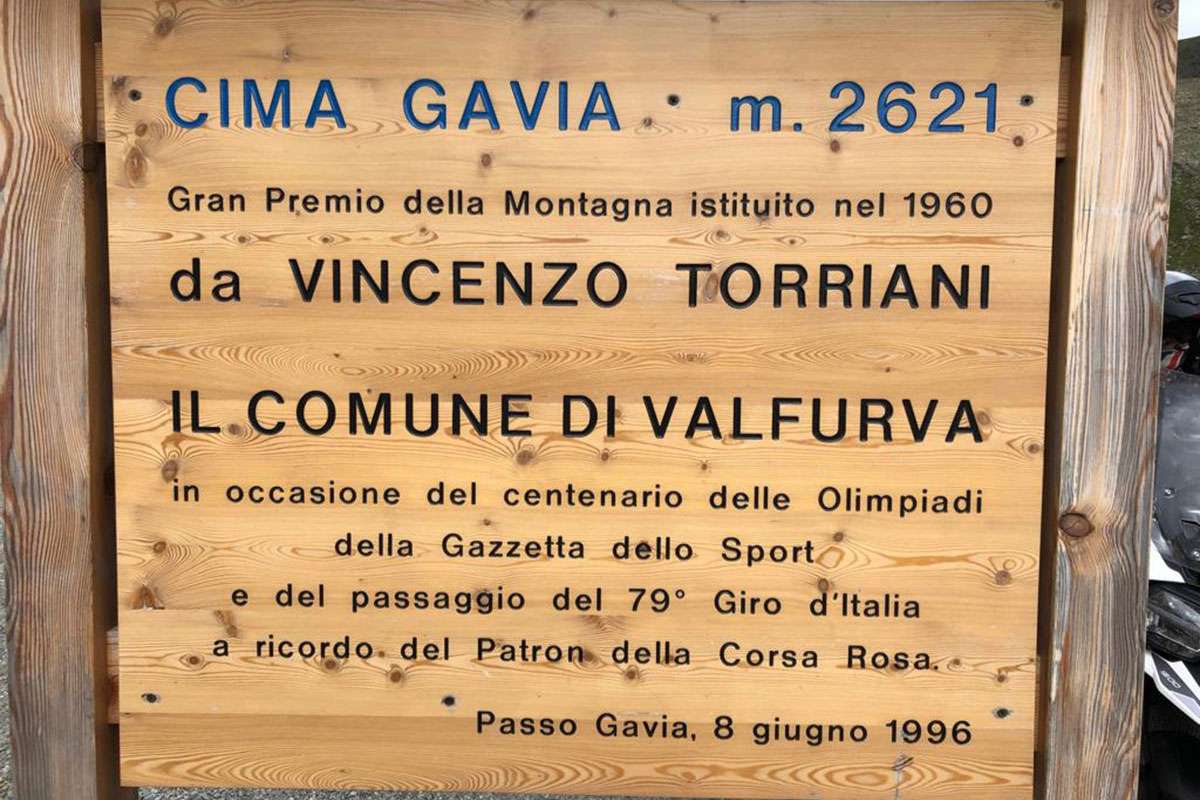 CIMA GAVIA · m. 2621
Gran Premio della Montagna istituito nel 1960
da VINCENZO TORRIANI
IL COMUNE DI VALFURVA
in occasione del centenario delle Olimpiadi
della Gazzetta dello Sport
e del passaggio del 79° Giro d'Italia
a ricordo del Patron della Corsa Rosa.
Passo Gavia, 8 giugno 1996